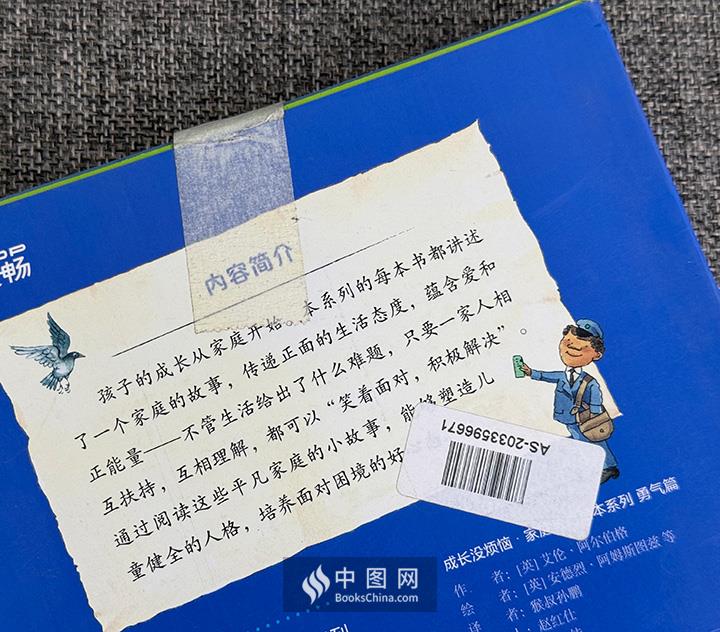 畅
内容简介
孩子的成长从家庭开始。本系列的每本书都讲述
了一个家庭的故事，传递正面的生活态度，蕴含爱和
正能量——不管生活给出了什么难题，只要一家人相
互扶持，互相理解，都可以“笑着面对，积极解决”。
通过阅读这些平凡家庭的小故事，能够塑造儿
童健全的人格，培养面对困境的好
AS-2033596671
成长没烦恼·家庭 本系列 勇气篇
作 者：[英] 艾伦·阿尔伯格
绘 者：[英] 安德烈·阿姆斯图兹 等
译 者：猴叔孙鹏
赵红仕
中图网
BooksChina.com